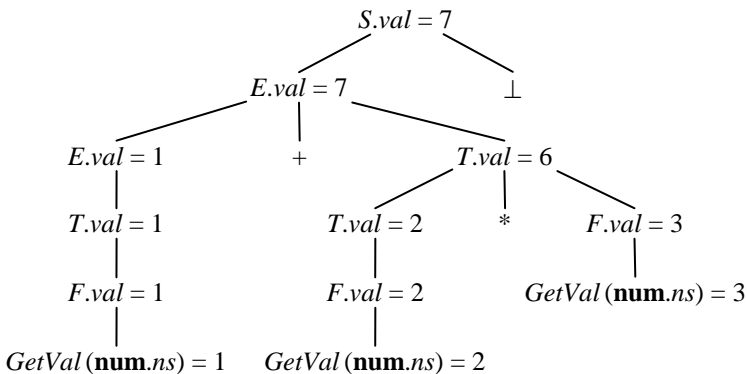 S.val = 7
E.val = 7 ⊥
E.val = 1 + T.val = 6
T.val = 1 T.val = 2 * F.val = 3
F.val = 1 F.val = 2 GetVal (num.ns) = 3
GetVal (num.ns) = 1 GetVal (num.ns) = 2